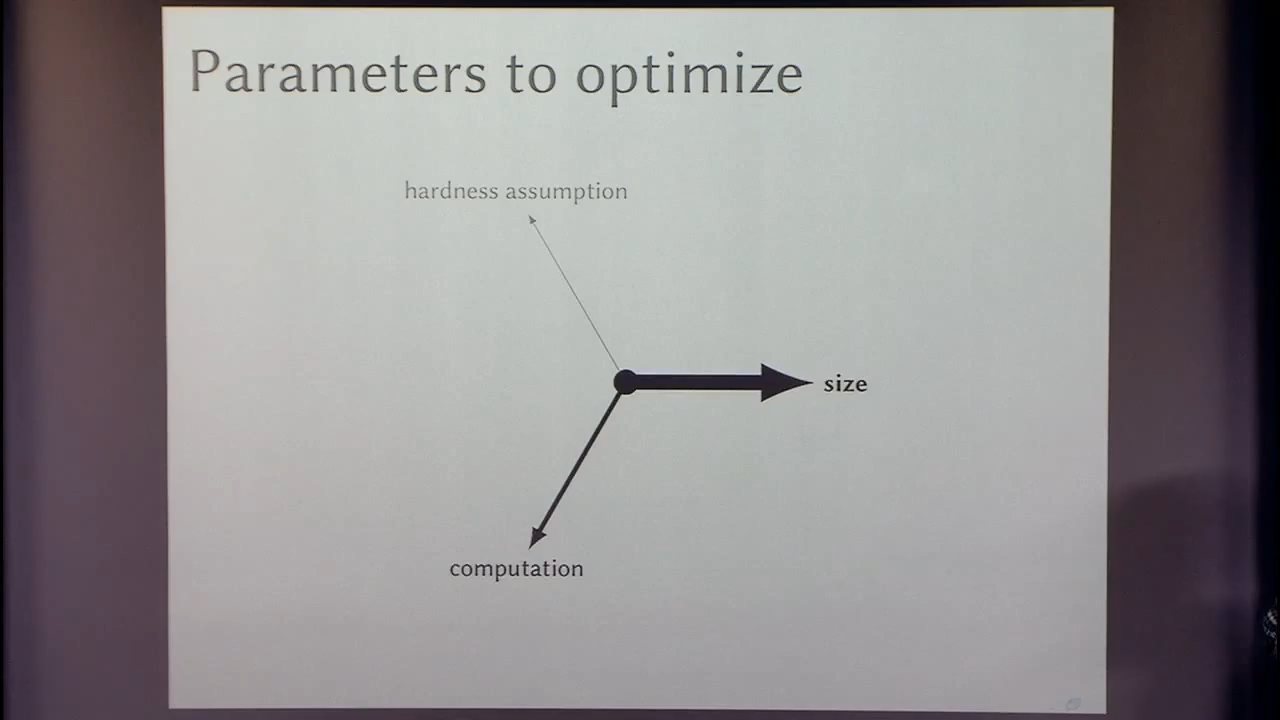 Parameters to optimize
hardness assumption
size
computation